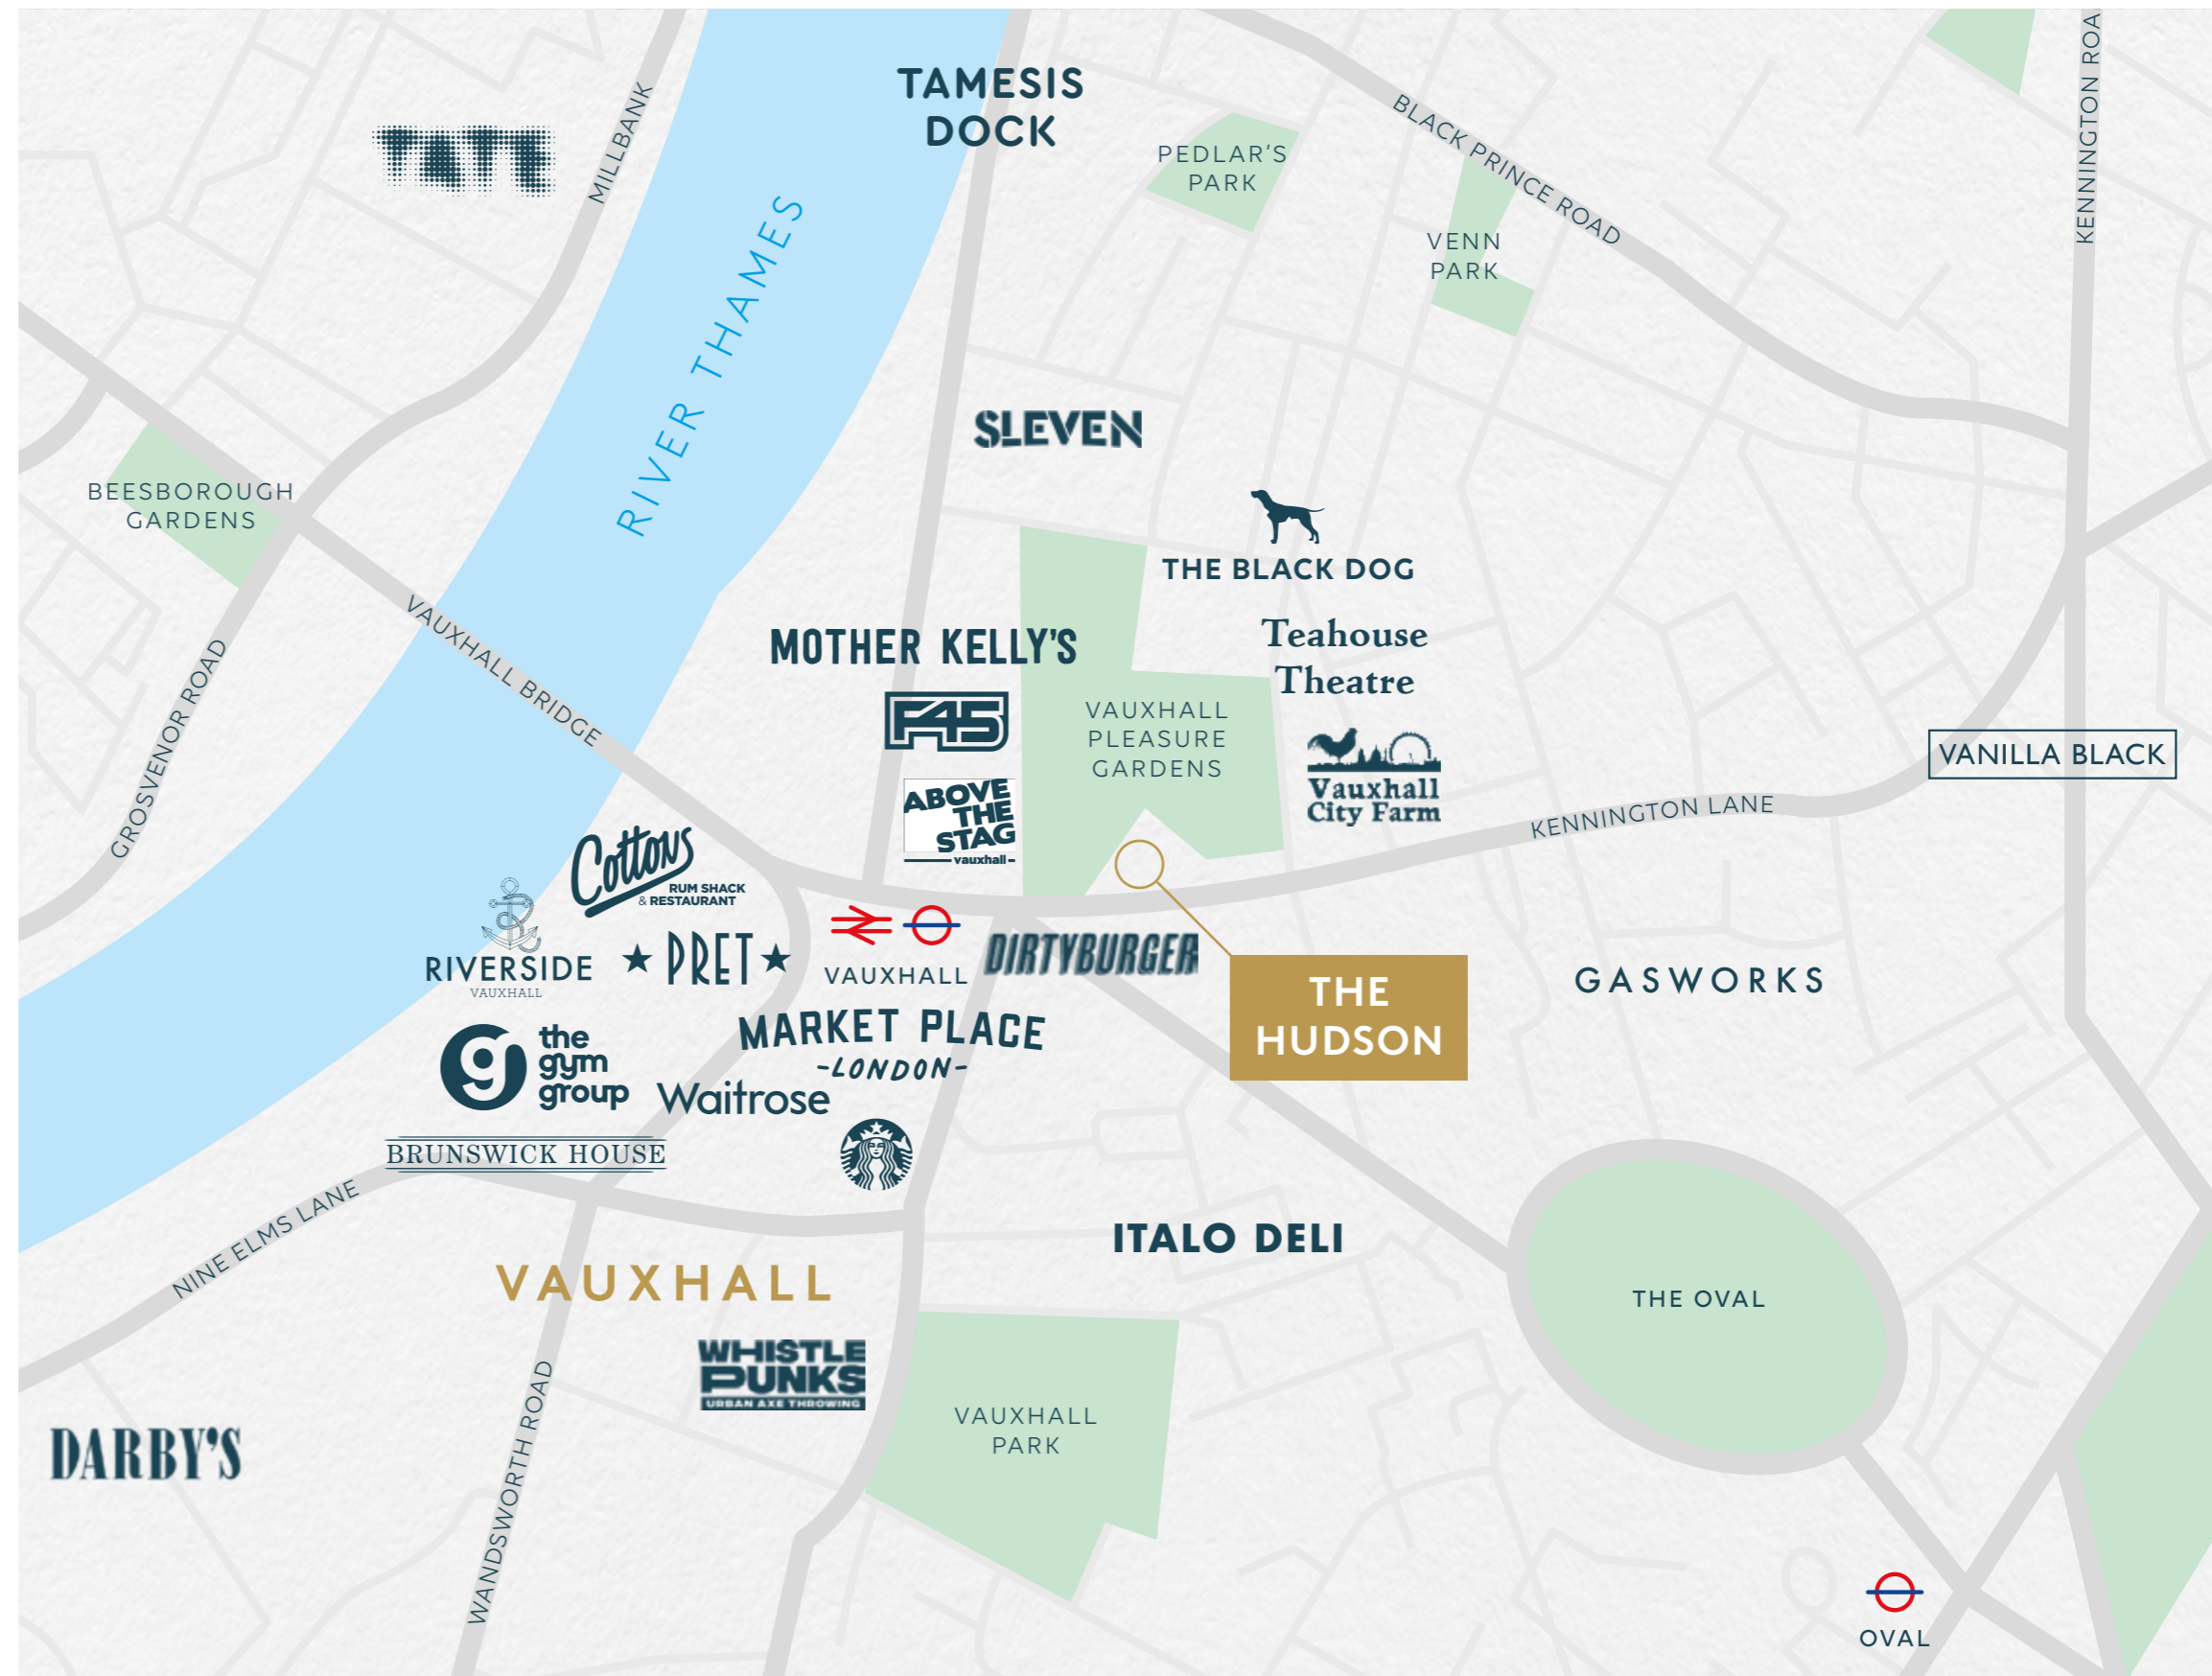 TAMESIS
DOCK
TATE
MILLBANK
BLACK PRINCE ROAD
KENNINGTON ROA
PEDLAR'S
PARK
VENN
PARK
RIVER THAMES
SLEVEN
BEESBOROUGH
GARDENS
THE BLACK DOG
VAUXHALL BRIDGE
MOTHER KELLY'S
Teahouse
Theatre
GROSVENOR ROAD
F45
VAUXHALL
PLEASURE
GARDENS
Vauxhall
City Farm
VANILLA BLACK
KENNINGTON LANE
ABOVE
THE
STAG
vauxhall
Cottons
RUM SHACK
& RESTAURANT
RIVERSIDE
VAUXHALL
PRET
VAUXHALL
DIRTYBURGER
THE
HUDSON
GASWORKS
MARKET PLACE
-LONDON-
g
the
gym
group
Waitrose
BRUNSWICK HOUSE
NINE ELMS LANE
ITALO DELI
VAUXHALL
THE OVAL
WHISTLE
PUNKS
URBAN AXE THROWING
VAUXHALL
PARK
DARBY'S
WANDSWORTH ROAD
OVAL